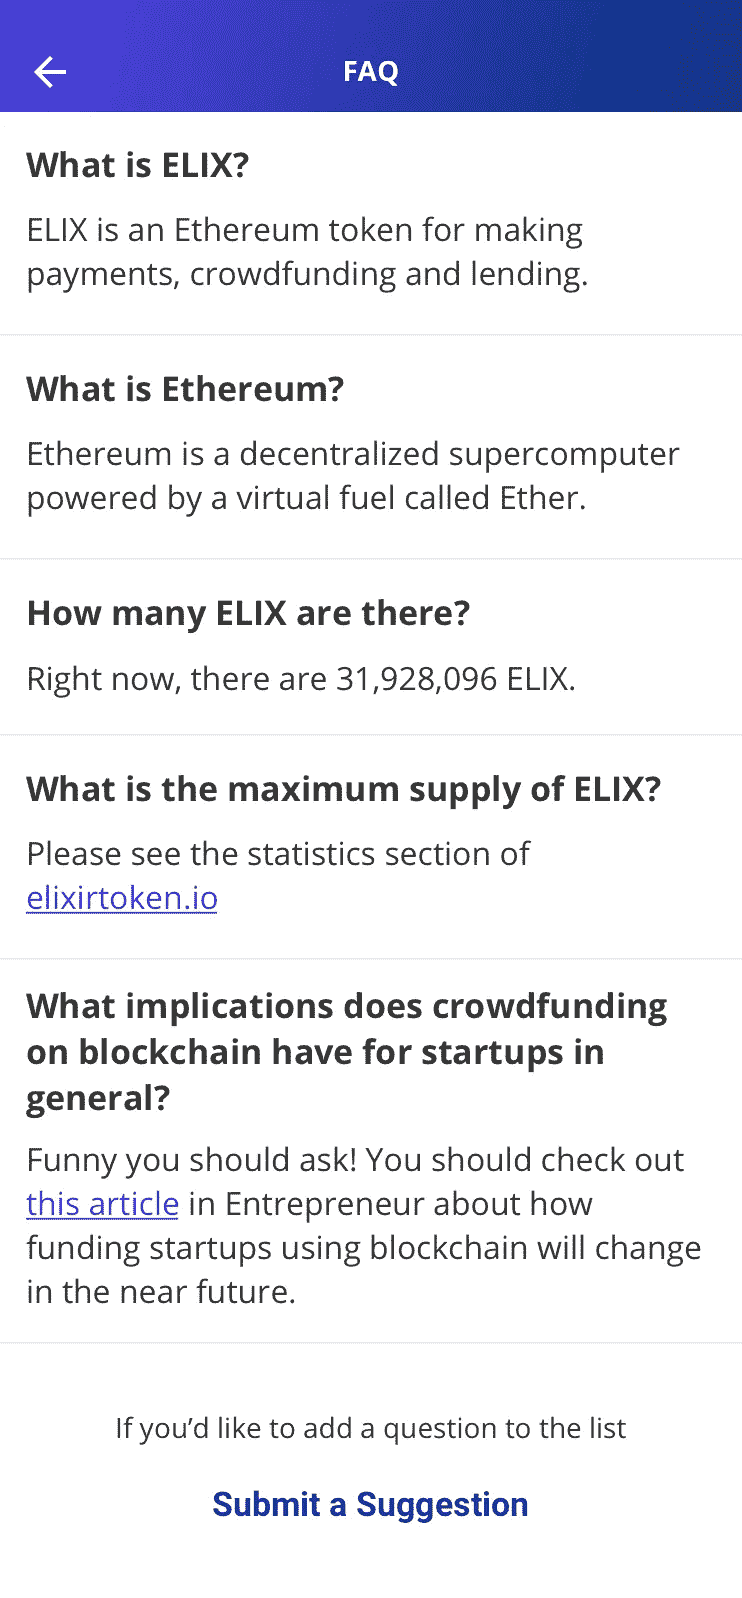 FAQ
What is ELIX?
ELIX is an Ethereum token for making
payments, crowdfunding and lending.
What is Ethereum?
Ethereum is a decentralized supercomputer
powered by a virtual fuel called Ether.
How many ELIX are there?
Right now, there are 31,928,096 ELIX.
What is the maximum supply of ELIX?
Please see the statistics section of
elixirtoken.io
What implications does crowdfunding
on blockchain have for startups in
general?
Funny you should ask! You should check out
this article in Entrepreneur about how
funding startups using blockchain will change
in the near future.
If you’d like to add a question to the list
Submit a Suggestion